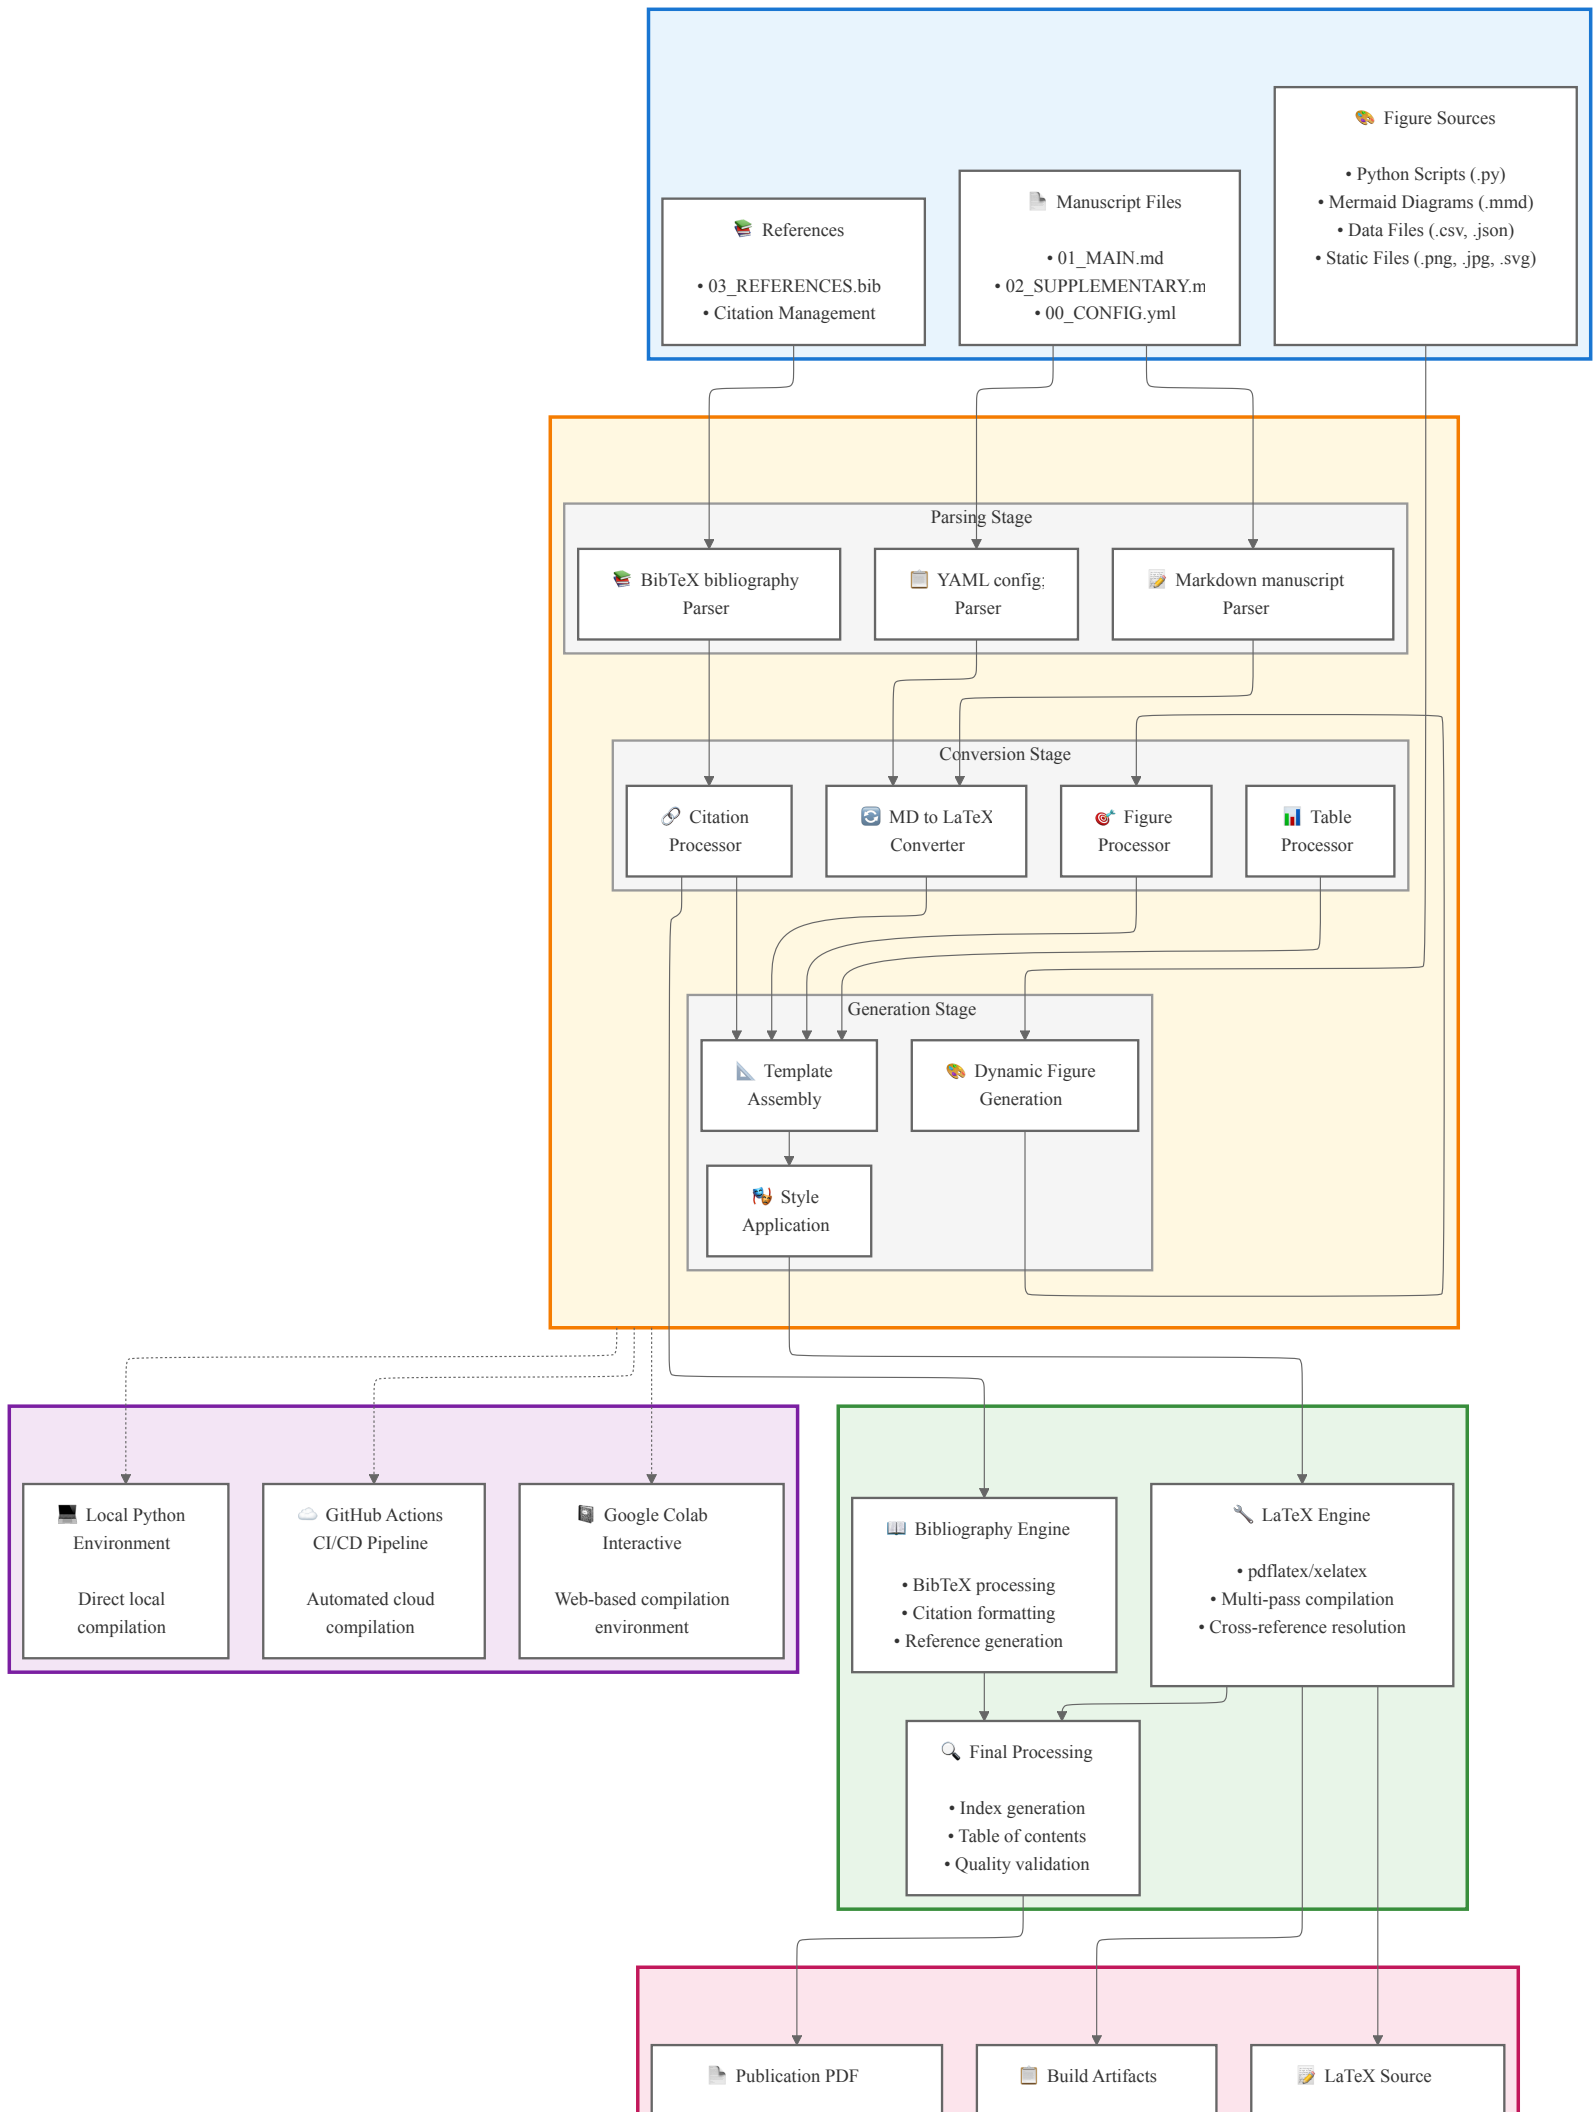 🎨 Figure Sources
• Python Scripts (.py)
• Mermaid Diagrams (.mmd)
• Data Files (.csv, .json)
• Static Files (.png, .jpg, .svg)
📄 Manuscript Files
• 01_MAIN.md
• 02_SUPPLEMENTARY.m
• 00_CONFIG.yml
📚 References
• 03_REFERENCES.bib
• Citation Management
Parsing Stage
📚 BibTeX bibliography
Parser
📋 YAML config;
Parser
📝 Markdown manuscript
Parser
Conversion Stage
🔗 Citation
Processor
🔄 MD to LaTeX
Converter
🎯 Figure
Processor
📊 Table
Processor
Generation Stage
📐 Template
Assembly
🎨 Dynamic Figure
Generation
🎭 Style
Application
💻 Local Python
Environment
Direct local
compilation
☁️ GitHub Actions
CI/CD Pipeline
Automated cloud
compilation
📓 Google Colab
Interactive
Web-based compilation
environment
📖 Bibliography Engine
• BibTeX processing
• Citation formatting
• Reference generation
🔧 LaTeX Engine
• pdflatex/xelatex
• Multi-pass compilation
• Cross-reference resolution
🔍 Final Processing
• Index generation
• Table of contents
• Quality validation
📄 Publication PDF
📋 Build Artifacts
📝 LaTeX Source